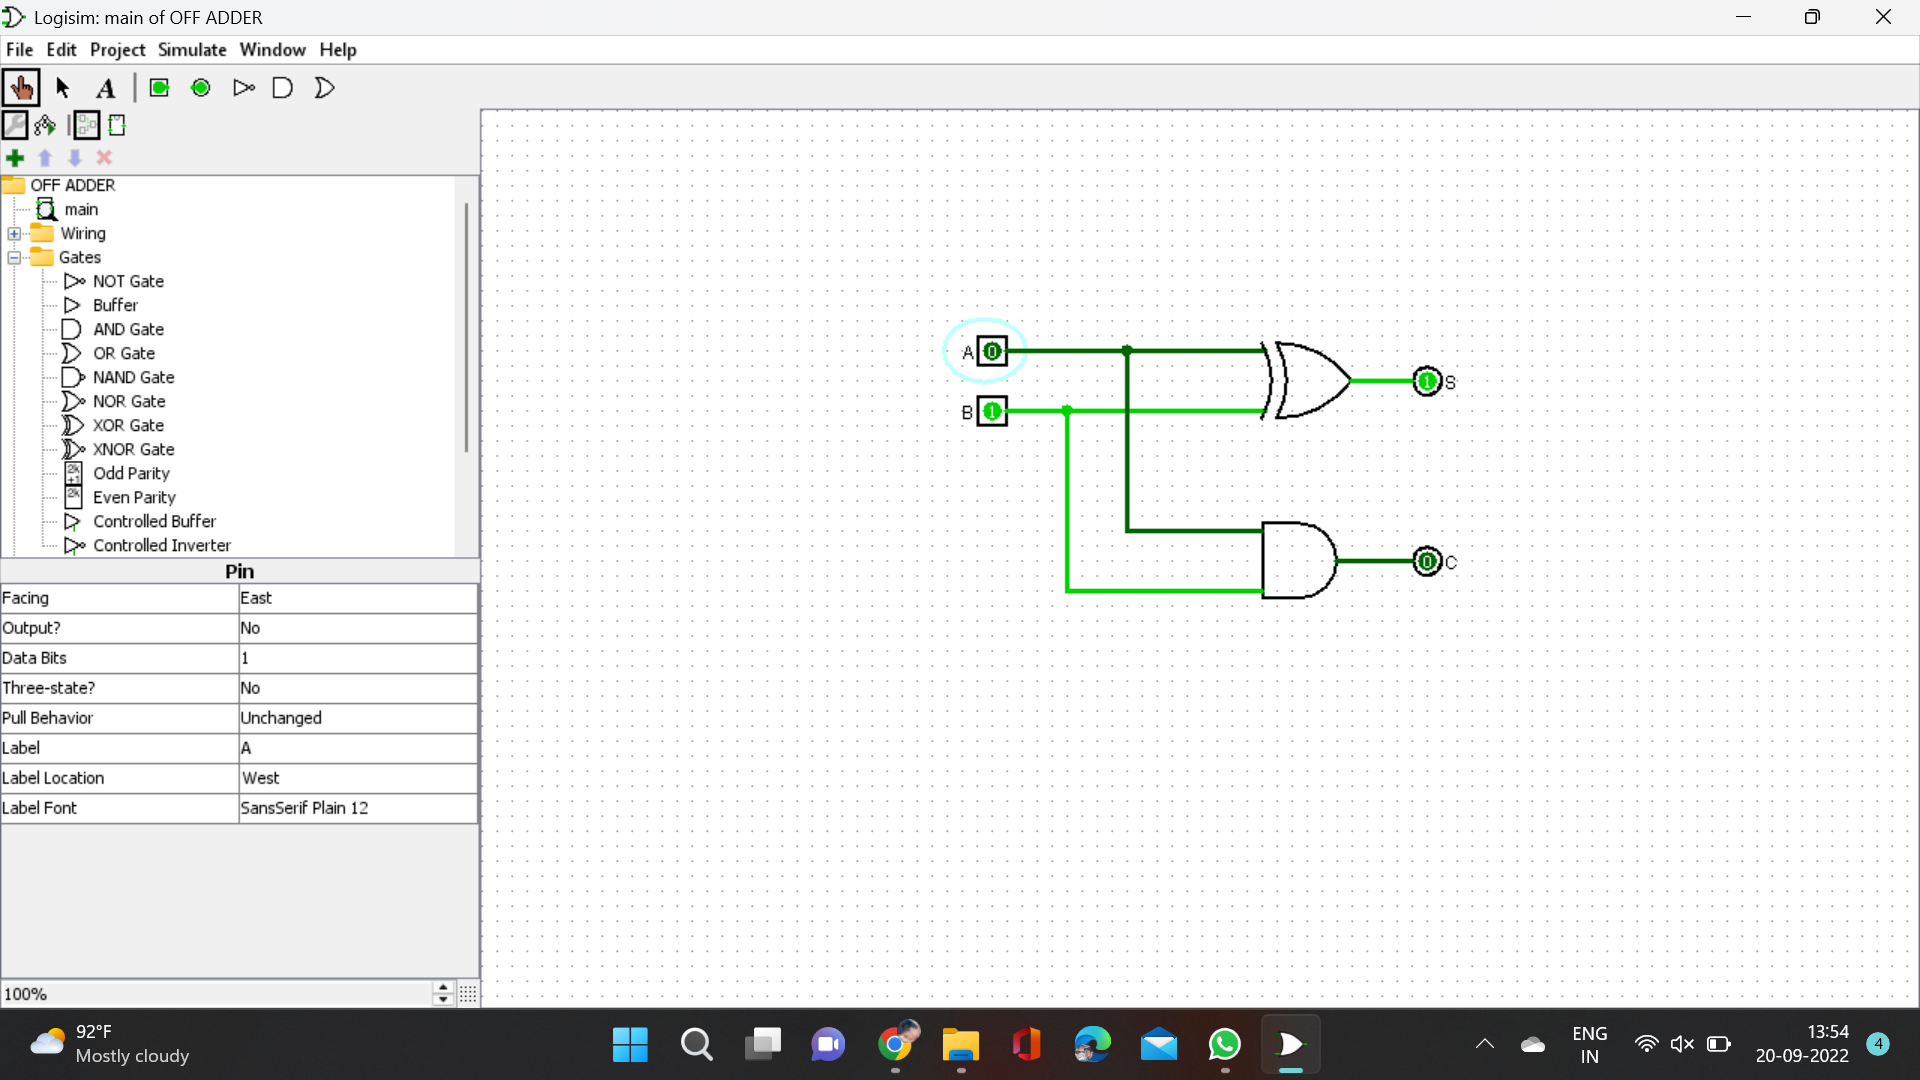 Logisim: main of OFF ADDER
File Edit Project Simulate Window Help
A
OFF ADDER
main
Wiring
Gates
NOT Gate
Buffer
AND Gate
OR Gate
NAND Gate
NOR Gate
XOR Gate
XNOR Gate
2k+1 Odd Parity
2k Even Parity
Controlled Buffer
Controlled Inverter
Pin
Facing East
Output? No
Data Bits 1
Three-state? No
Pull Behavior Unchanged
Label A
Label Location West
Label Font SansSerif Plain 12
100%
A 0
B 1
1 S
0 C
92°F
Mostly cloudy
ENG
IN
13:54
20-09-2022
4